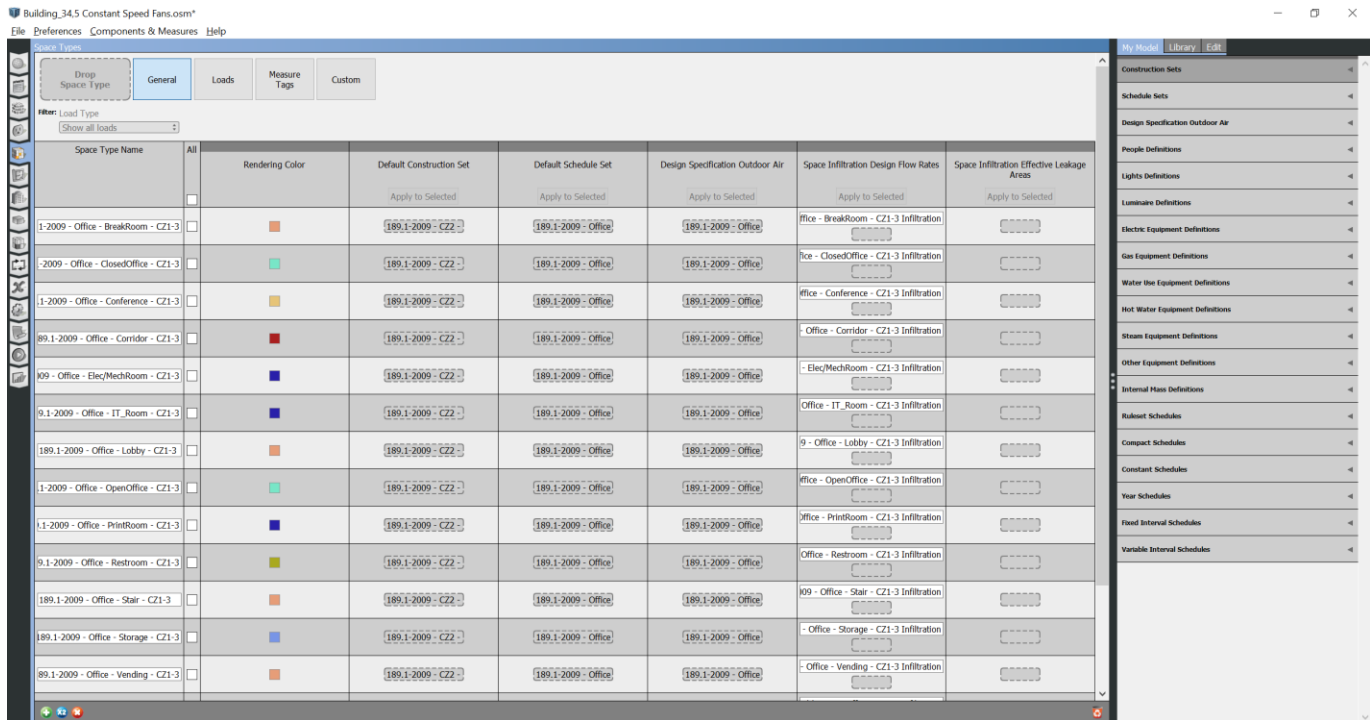 Building_34,5 Constant Speed Fans.osm*
File Preferences Components & Measures Help
Space Types
My Model Library Edit
Drop
Space Type
General
Loads
Measure
Tags
Custom
Filter: Load Type
Show all loads
Space Type Name
All
Rendering Color
Default Construction Set
Default Schedule Set
Design Specification Outdoor Air
Space Infiltration Design Flow Rates
Space Infiltration Effective Leakage
Areas
Apply to Selected
Apply to Selected
Apply to Selected
Apply to Selected
Apply to Selected
1-2009 - Office - BreakRoom - CZ1-3
189.1-2009 - CZ2 -
189.1-2009 - Office
189.1-2009 - Office
ffice - BreakRoom - CZ1-3 Infiltration
-2009 - Office - ClosedOffice - CZ1-3
189.1-2009 - CZ2 -
189.1-2009 - Office
189.1-2009 - Office
fice - ClosedOffice - CZ1-3 Infiltration
.1-2009 - Office - Conference - CZ1-3
189.1-2009 - CZ2 -
189.1-2009 - Office
189.1-2009 - Office
ffice - Conference - CZ1-3 Infiltration
89.1-2009 - Office - Corridor - CZ1-3
189.1-2009 - CZ2 -
189.1-2009 - Office
189.1-2009 - Office
- Office - Corridor - CZ1-3 Infiltration
009 - Office - Elec/MechRoom - CZ1-3
189.1-2009 - CZ2 -
189.1-2009 - Office
189.1-2009 - Office
- Elec/MechRoom - CZ1-3 Infiltration
9.1-2009 - Office - IT_Room - CZ1-3
189.1-2009 - CZ2 -
189.1-2009 - Office
189.1-2009 - Office
Office - IT_Room - CZ1-3 Infiltration
189.1-2009 - Office - Lobby - CZ1-3
189.1-2009 - CZ2 -
189.1-2009 - Office
189.1-2009 - Office
9 - Office - Lobby - CZ1-3 Infiltration
.1-2009 - Office - OpenOffice - CZ1-3
189.1-2009 - CZ2 -
189.1-2009 - Office
189.1-2009 - Office
ffice - OpenOffice - CZ1-3 Infiltration
9.1-2009 - Office - PrintRoom - CZ1-3
189.1-2009 - CZ2 -
189.1-2009 - Office
189.1-2009 - Office
Office - PrintRoom - CZ1-3 Infiltration
9.1-2009 - Office - Restroom - CZ1-3
189.1-2009 - CZ2 -
189.1-2009 - Office
189.1-2009 - Office
Office - Restroom - CZ1-3 Infiltration
189.1-2009 - Office - Stair - CZ1-3
189.1-2009 - CZ2 -
189.1-2009 - Office
189.1-2009 - Office
009 - Office - Stair - CZ1-3 Infiltration
189.1-2009 - Office - Storage - CZ1-3
189.1-2009 - CZ2 -
189.1-2009 - Office
189.1-2009 - Office
- Office - Storage - CZ1-3 Infiltration
89.1-2009 - Office - Vending - CZ1-3
189.1-2009 - CZ2 -
189.1-2009 - Office
189.1-2009 - Office
- Office - Vending - CZ1-3 Infiltration
Construction Sets
Schedule Sets
Design Specification Outdoor Air
People Definitions
Lights Definitions
Luminaire Definitions
Electric Equipment Definitions
Gas Equipment Definitions
Water Use Equipment Definitions
Hot Water Equipment Definitions
Steam Equipment Definitions
Other Equipment Definitions
Internal Mass Definitions
Ruleset Schedules
Compact Schedules
Constant Schedules
Year Schedules
Fixed Interval Schedules
Variable Interval Schedules